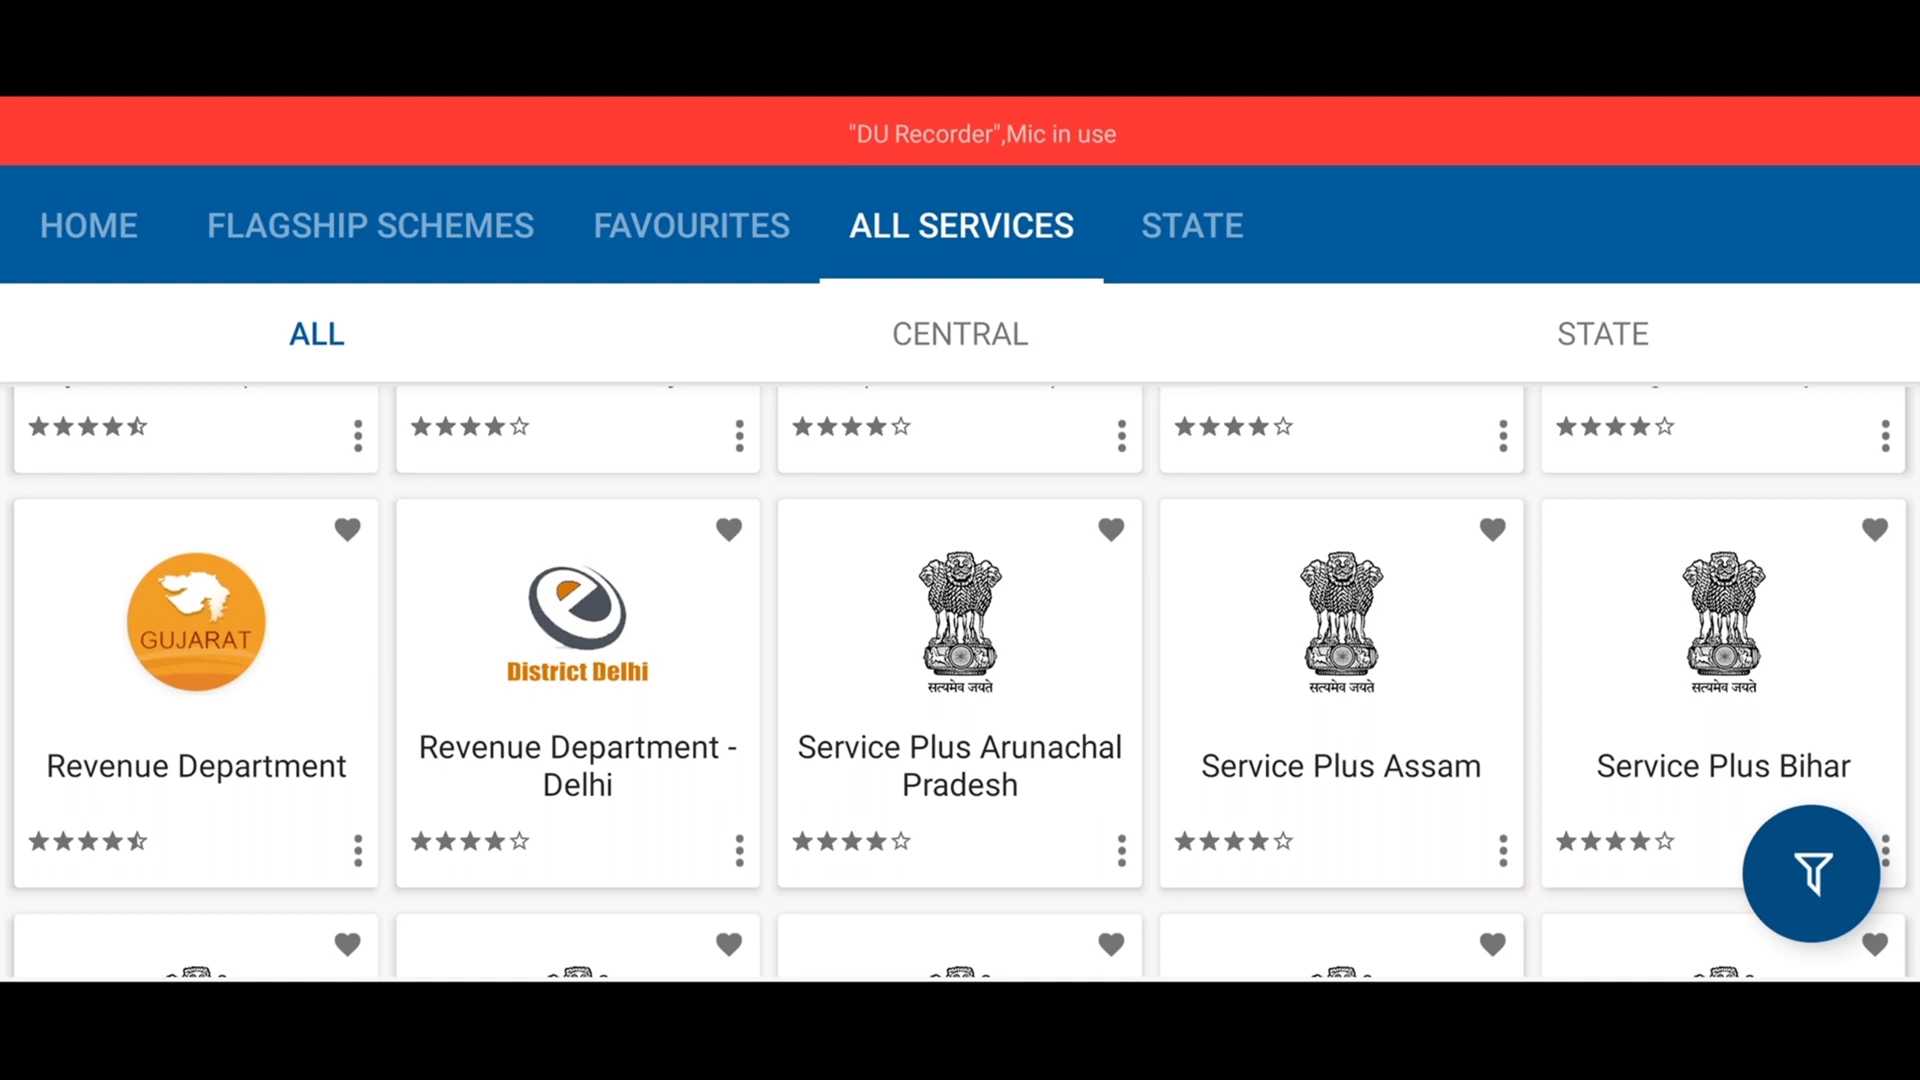 "DU Recorder",Mic in use
HOME FLAGSHIP SCHEMES FAVOURITES ALL SERVICES STATE
ALL CENTRAL STATE
GUJARAT
Revenue Department
District Delhi
Revenue Department -
Delhi
सत्यमेव जयते
Service Plus Arunachal
Pradesh
सत्यमेव जयते
Service Plus Assam
सत्यमेव जयते
Service Plus Bihar